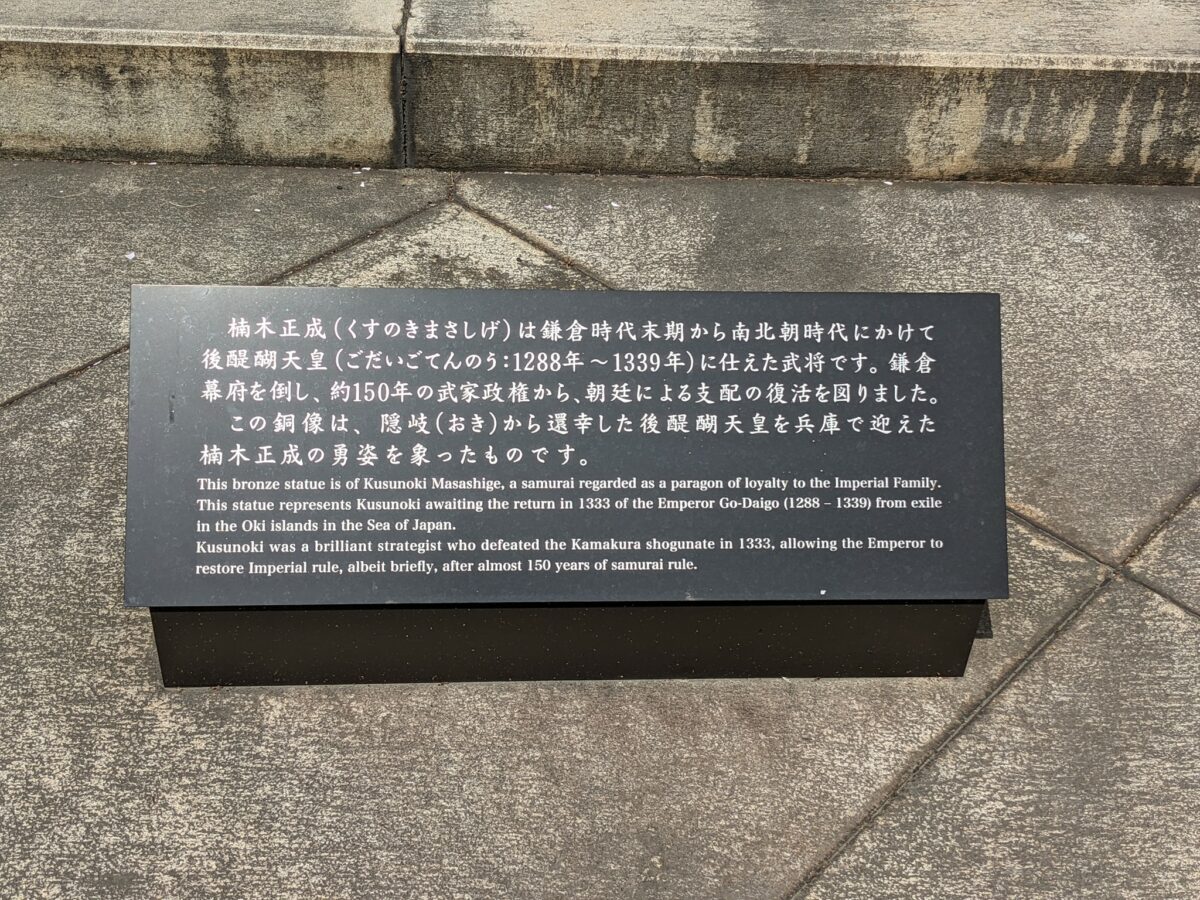 楠木正成(くすのきまさしげ)は鎌倉時代末期から南北朝時代にかけて
後醍醐天皇(ごだいごてんのう:1288年～1339年)に仕えた武将です。鎌倉
幕府を倒し、約150年の武家政権から、朝廷による支配の復活を図りました。
この銅像は、隠岐(おき)から還幸した後醍醐天皇を兵庫で迎えた
楠木正成の勇姿を象ったものです。
This bronze statue is of Kusunoki Masashige, a samurai regarded as a paragon of loyalty to the Imperial Family.
This statue represents Kusunoki awaiting the return in 1333 of the Emperor Go-Daigo (1288 – 1339) from exile
in the Oki islands in the Sea of Japan.
Kusunoki was a brilliant strategist who defeated the Kamakura shogunate in 1333, allowing the Emperor to
restore Imperial rule, albeit briefly, after almost 150 years of samurai rule.